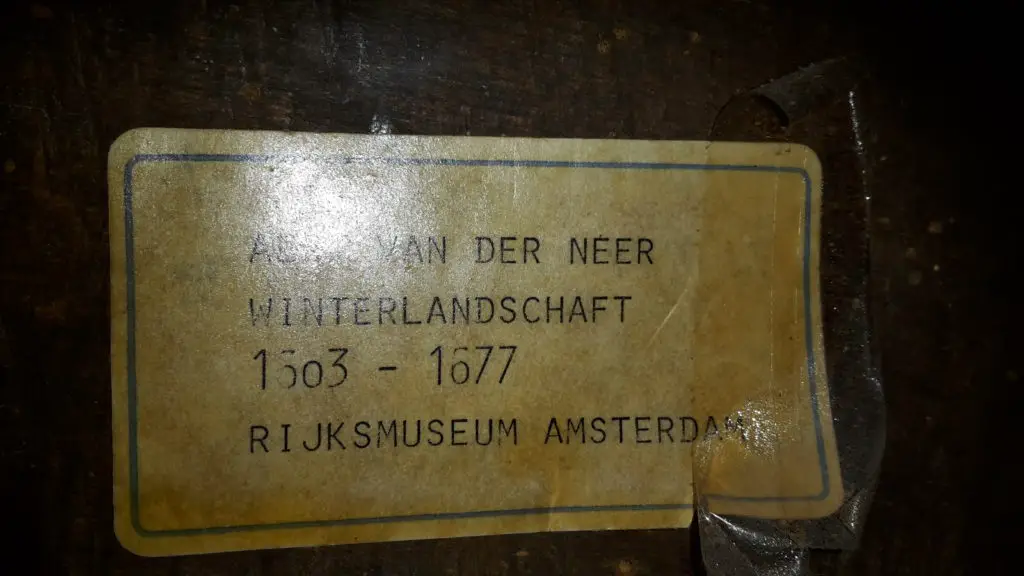 VAN DER NEER
WINTERLANDSCHAFT
1603 - 1677
RIJKSMUSEUM AMSTERDAM